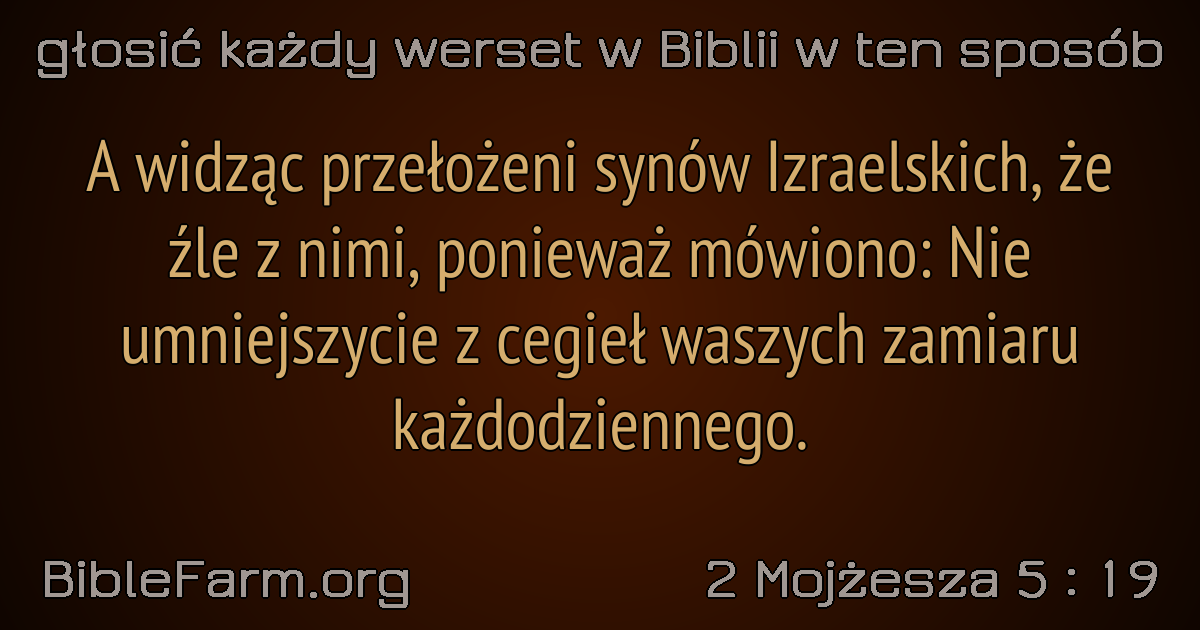 głosić każdy werset w Biblii w ten sposób
A widząc przełożeni synów Izraelskich, że
źle z nimi, ponieważ mówiono: Nie
umniejszycie z cegieł waszych zamiaru
każdodziennego.
BibleFarm.org
2 Mojżesza 5 : 19